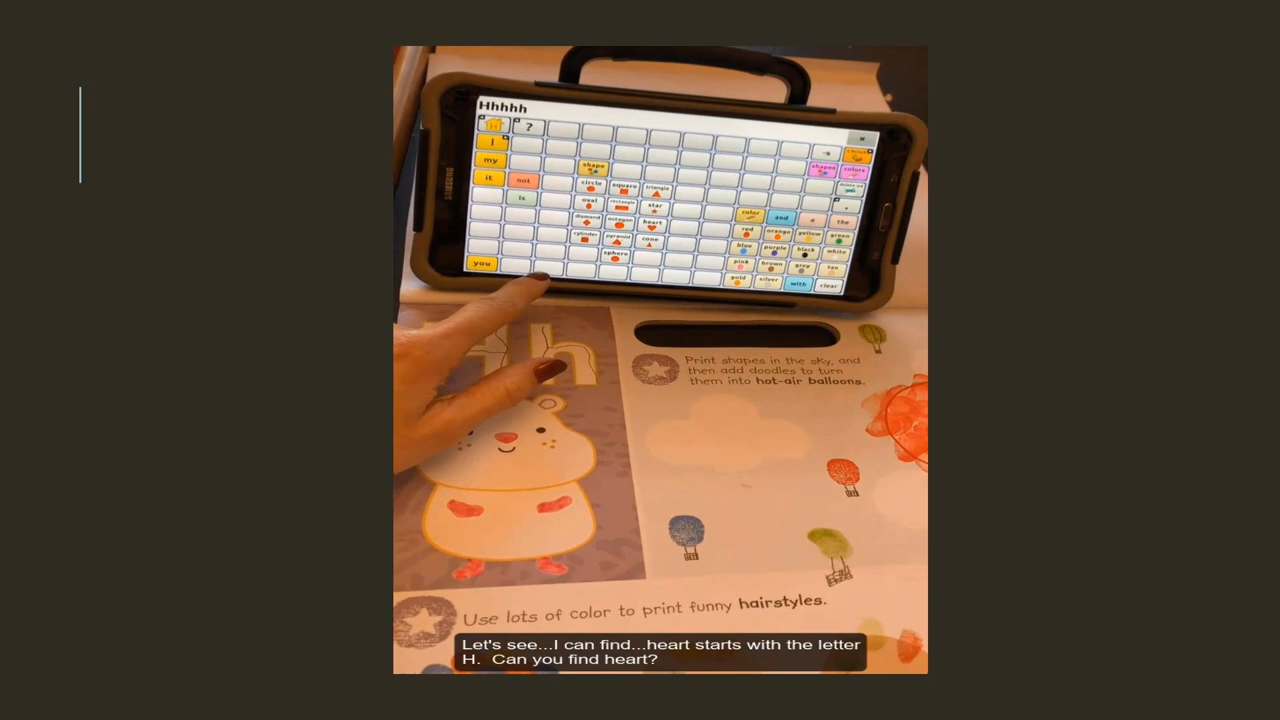 Hhhhh
SAMSUNG
?
I
my
it
not
is
you
shape
circle square triangle
oval rectangle star
diamond octagon heart
cylinder pyramid cone
sphere
-s
shapes colors
.
color and a the
red orange yellow green
blue purple black white
pink brown grey tan
gold silver with clear
H h
Print shapes in the sky, and
then add doodles to turn
them into hot-air balloons.
Use lots of color to print funny hairstyles.
Let's see...I can find...heart starts with the letter
H. Can you find heart?